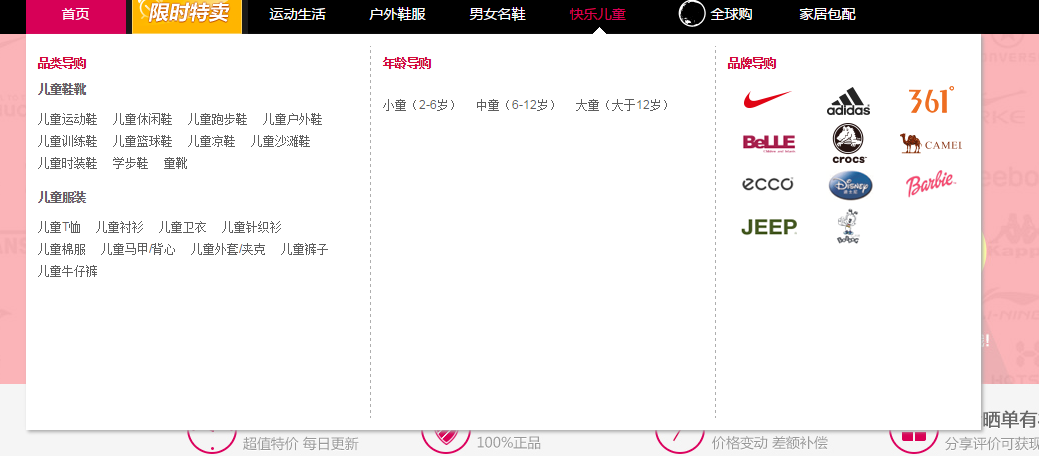 首页 限时特卖 运动生活 户外鞋服 男女名鞋 快乐儿童 全球购 家居包配
品类导购
儿童鞋靴
儿童运动鞋 儿童休闲鞋 儿童跑步鞋 儿童户外鞋
儿童训练鞋 儿童篮球鞋 儿童凉鞋 儿童沙滩鞋
儿童时装鞋 学步鞋 童靴
儿童服装
儿童T恤 儿童衬衫 儿童卫衣 儿童针织衫
儿童棉服 儿童马甲/背心 儿童外套/夹克 儿童裤子
儿童牛仔裤
年龄导购
小童（2-6岁） 中童（6-12岁） 大童（大于12岁）
品牌导购
adidas 361°
BeLLE crocs CAMEL
ecco Disney Barbie
JEEP BOBDOG
Kapp
超值特价 每日更新
100%正品
价格变动 差额补偿
晒单有
分享评价可获现